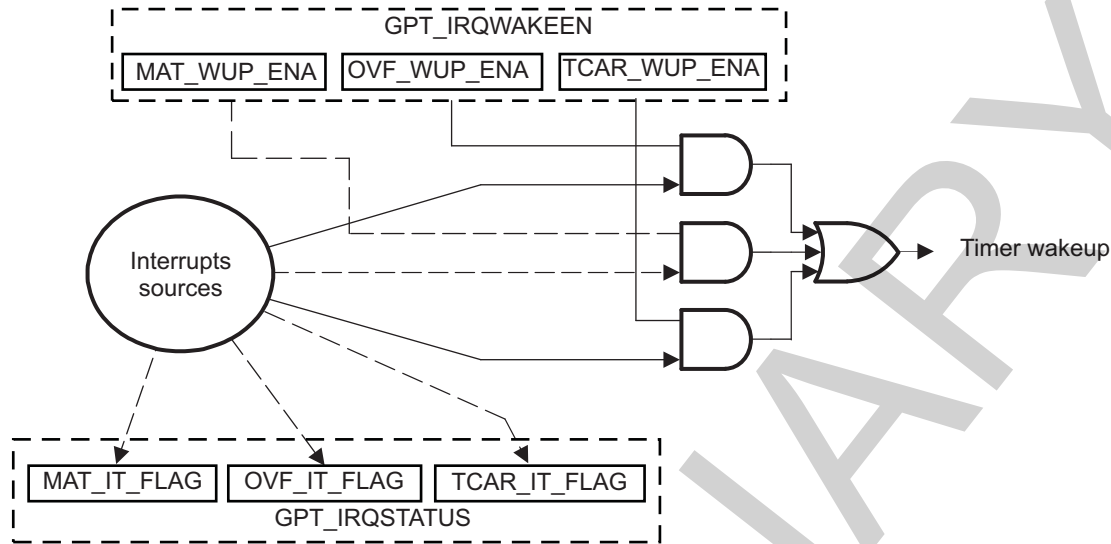 GPT_IRQWAKEEN
MAT_WUP_ENA
OVF_WUP_ENA
TCAR_WUP_ENA
Interrupts
sources
Timer wakeup
MAT_IT_FLAG
OVF_IT_FLAG
TCAR_IT_FLAG
GPT_IRQSTATUS